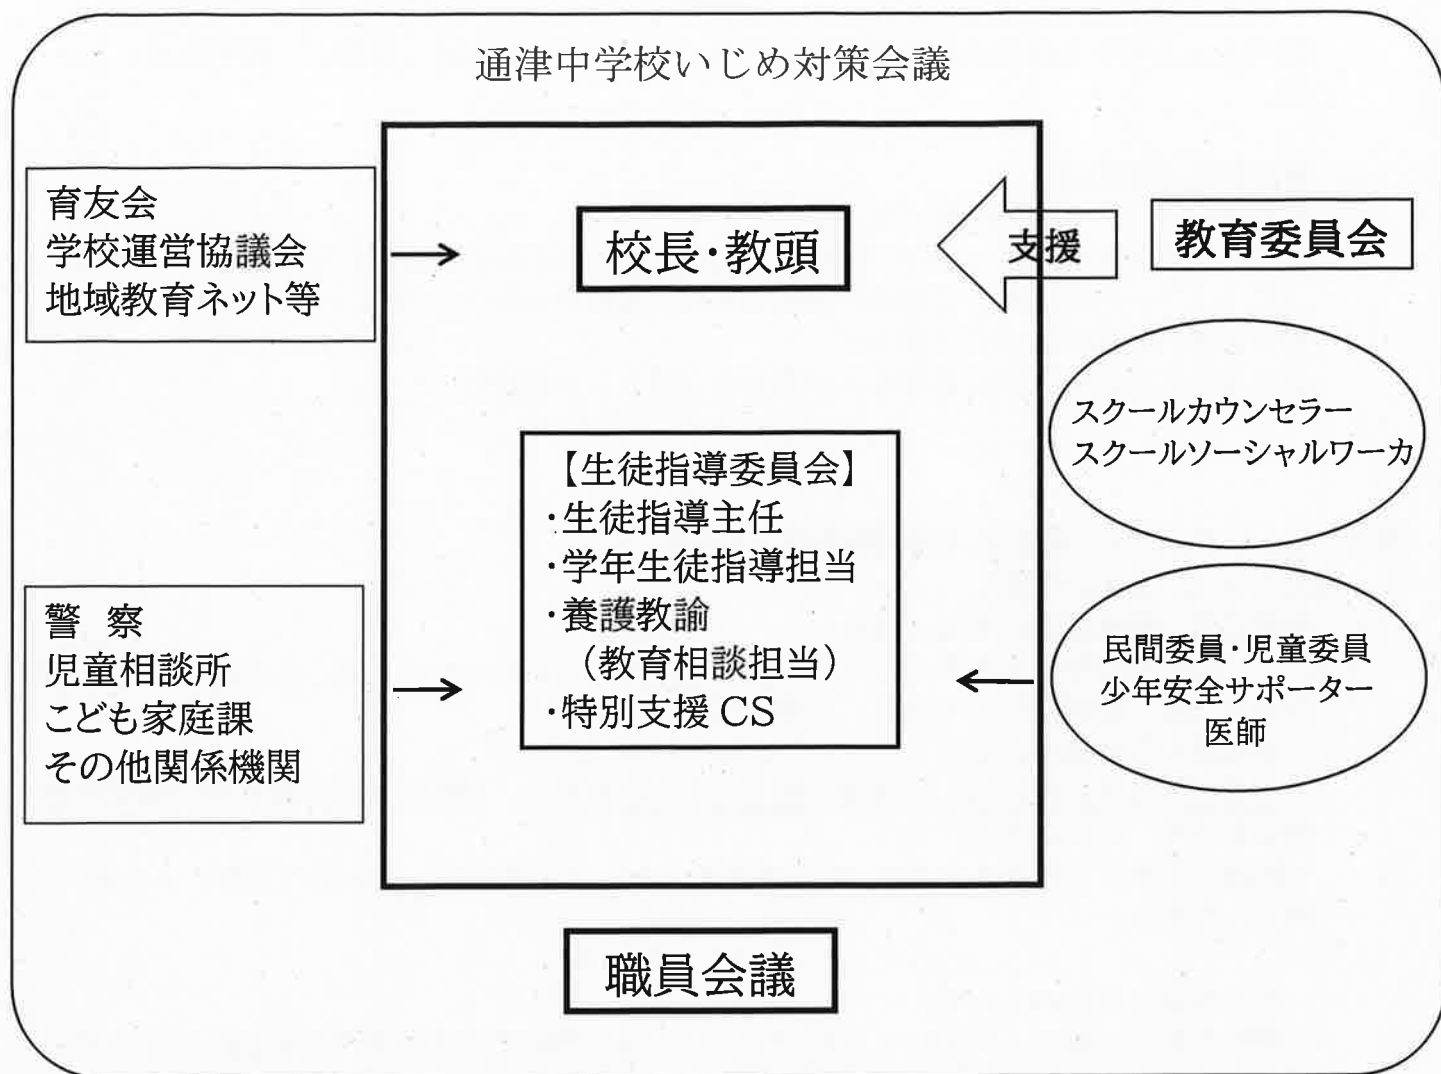 通津中学校いじめ対策会議
育友会
学校運営協議会
地域教育ネット等
校長・教頭
支援
教育委員会
スクールカウンセラー
スクールソーシャルワーカ
【生徒指導委員会】
・生徒指導主任
・学年生徒指導担当
・養護教諭
（教育相談担当）
・特別支援 CS
警 察
児童相談所
こども家庭課
その他関係機関
民間委員・児童委員
少年安全サポーター
医師
職員会議